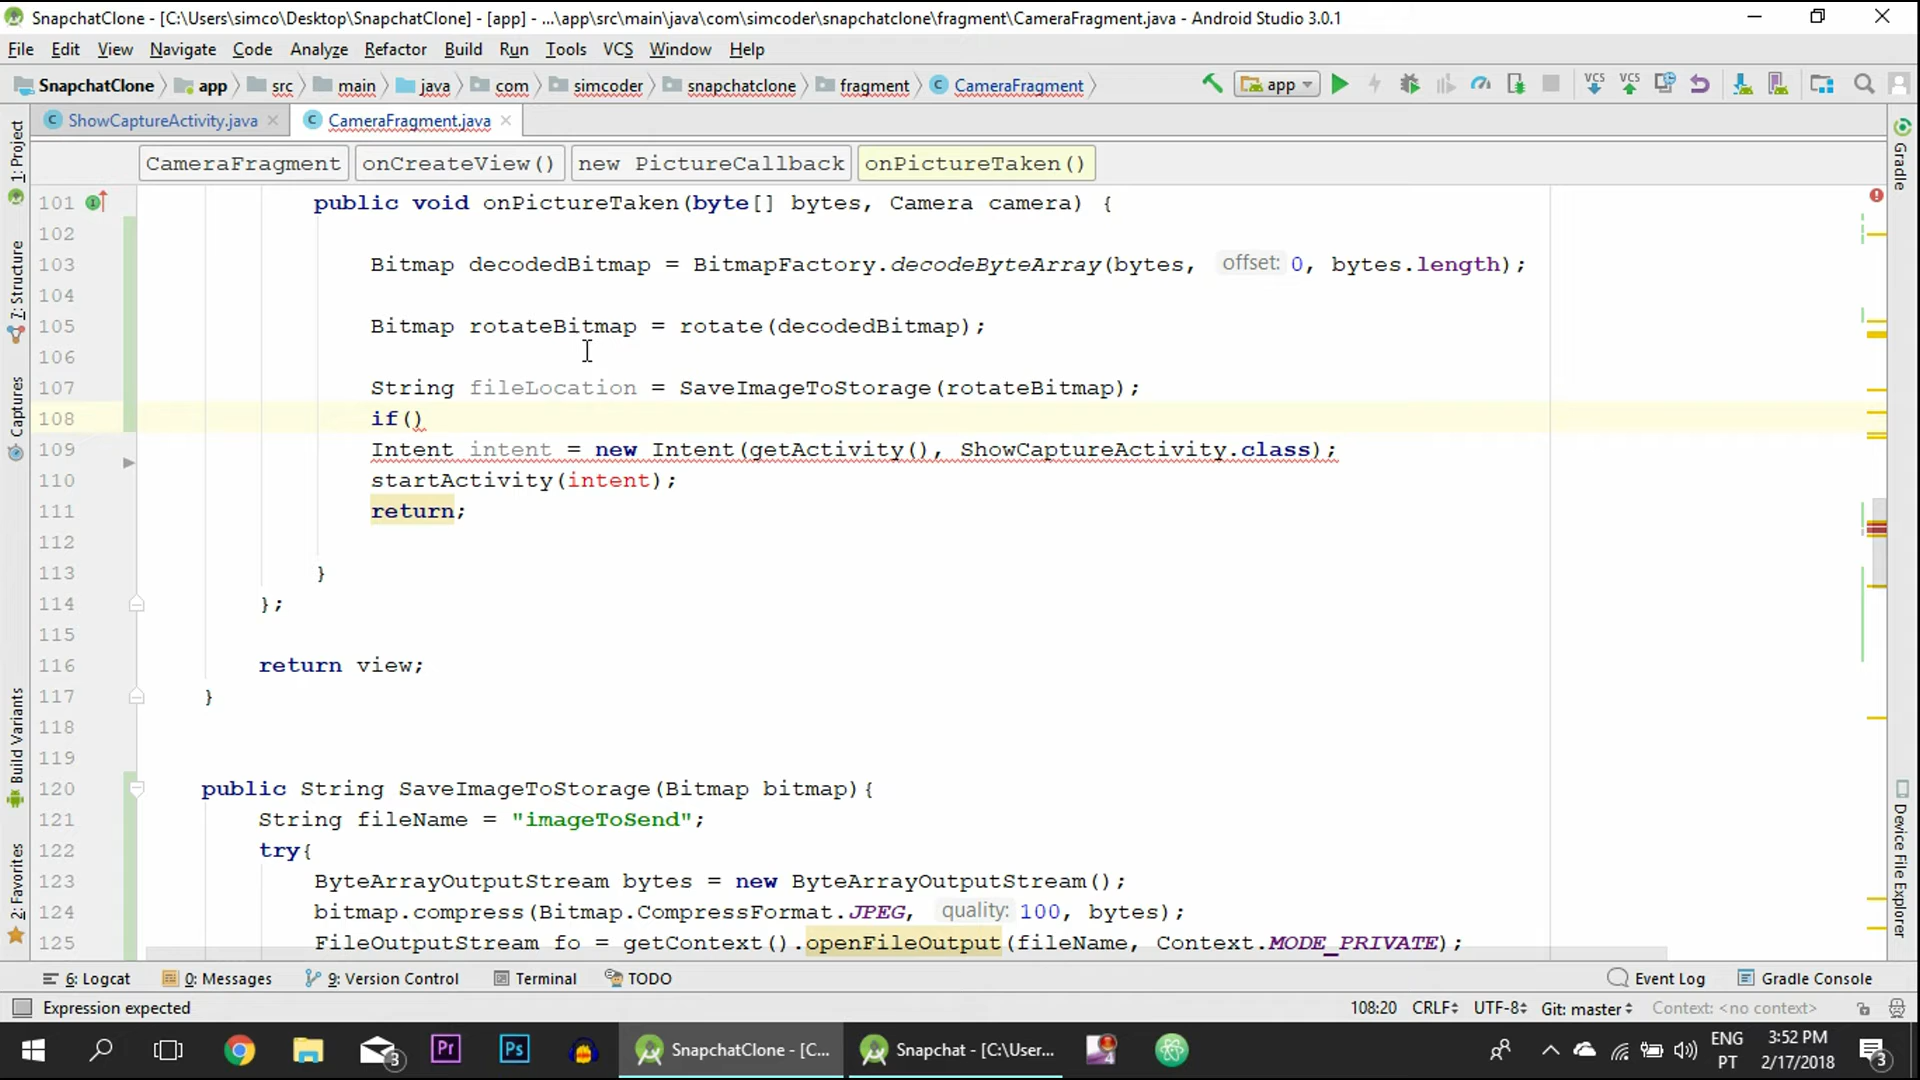 SnapchatClone - [C:\Users\simco\Desktop\SnapchatClone] - [app] - ...\app\src\main\java\com\simcoder\snapchatclone\fragment\CameraFragment.java - Android Studio 3.0.1
File Edit View Navigate Code Analyze Refactor Build Run Tools VCS Window Help
SnapchatClone app src main java com simcoder snapchatclone fragment CameraFragment app VCS VCS
ShowCaptureActivity.java CameraFragment.java
CameraFragment onCreateView() new PictureCallback onPictureTaken()
101 public void onPictureTaken(byte[] bytes, Camera camera) {
102
103 Bitmap decodedBitmap = BitmapFactory.decodeByteArray(bytes, offset: 0, bytes.length);
104
105 Bitmap rotateBitmap = rotate(decodedBitmap);
106
107 String fileLocation = SaveImageToStorage(rotateBitmap);
108 if()
109 Intent intent = new Intent(getActivity(), ShowCaptureActivity.class);
110 startActivity(intent);
111 return;
112
113 }
114 };
115
116 return view;
117 }
118
119
120 public String SaveImageToStorage(Bitmap bitmap){
121 String fileName = "imageToSend";
122 try{
123 ByteArrayOutputStream bytes = new ByteArrayOutputStream();
124 bitmap.compress(Bitmap.CompressFormat.JPEG, quality: 100, bytes);
125 FileOutputStream fo = getContext().openFileOutput(fileName, Context.MODE_PRIVATE);
1: Project
7: Structure
Captures
Build Variants
2: Favorites
Gradle
Device File Explorer
6: Logcat 0: Messages 9: Version Control Terminal TODO Event Log Gradle Console
Expression expected 108:20 CRLF UTF-8 Git: master Context: <no context>
3 Pr Ps SnapchatClone - [C... Snapchat - [C:\User... 4 ENG 3:52 PM
PT 2/17/2018 3